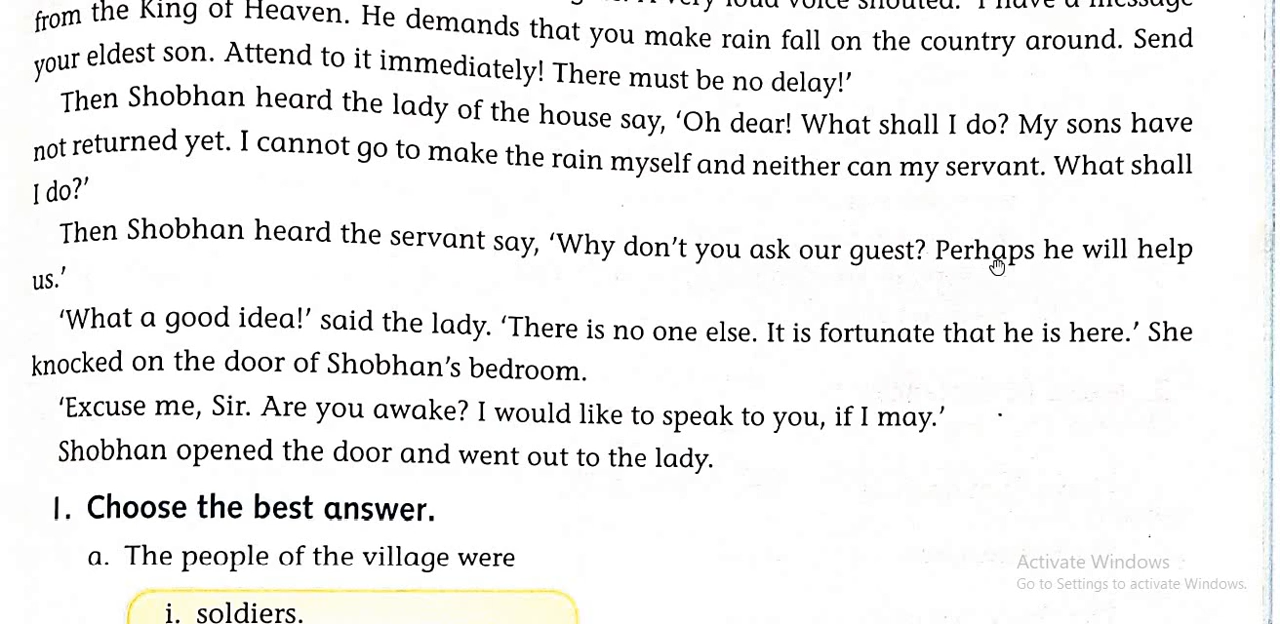 from the King of Heaven. He demands that you make rain fall on the country around. Send
your eldest son. Attend to it immediately! There must be no delay!’
Then Shobhan heard the lady of the house say, ‘Oh dear! What shall I do? My sons have
not returned yet. I cannot go to make the rain myself and neither can my servant. What shall
I do?’
Then Shobhan heard the servant say, ‘Why don’t you ask our guest? Perhaps he will help
us.’
‘What a good idea!’ said the lady. ‘There is no one else. It is fortunate that he is here.’ She
knocked on the door of Shobhan’s bedroom.
‘Excuse me, Sir. Are you awake? I would like to speak to you, if I may.’
Shobhan opened the door and went out to the lady.
1. Choose the best answer.
a. The people of the village were
i. soldiers.
Activate Windows
Go to Settings to activate Windows.